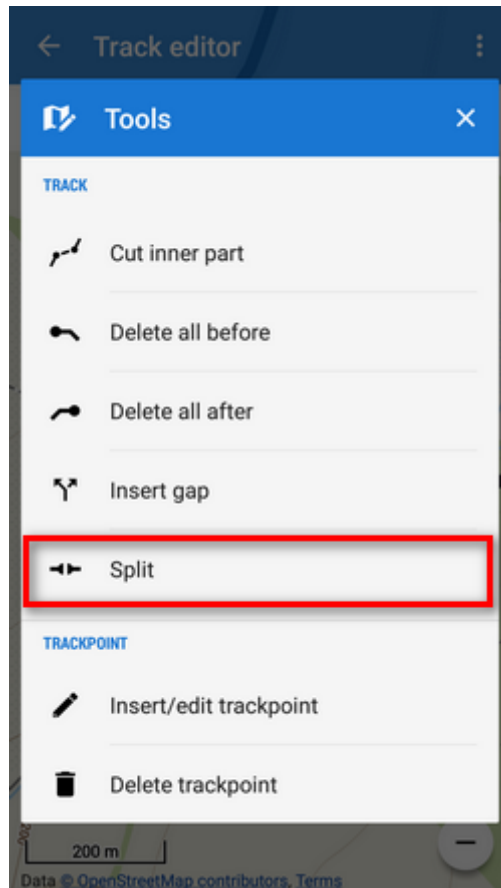 Track editor
Tools
TRACK
Cut inner part
Delete all before
Delete all after
Insert gap
Split
TRACKPOINT
Insert/edit trackpoint
Delete trackpoint
200
200 m
Data © OpenStreetMap contributors, Terms